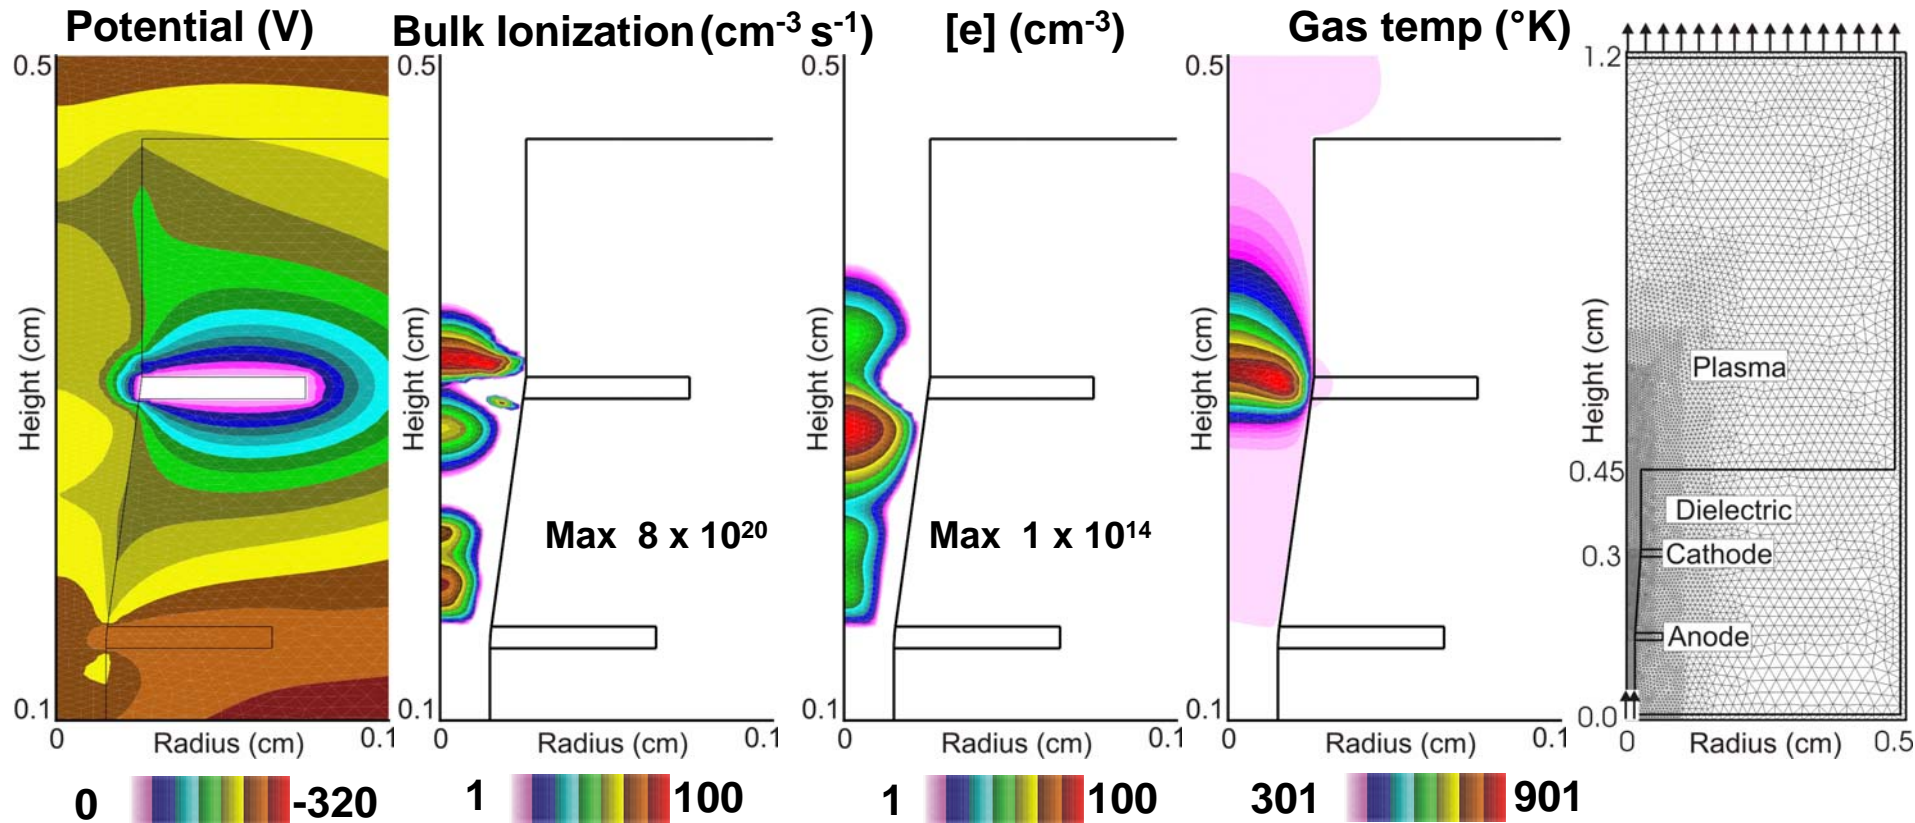 Potential (V)
Bulk Ionization (cm-3 s-1)
[e] (cm-3)
Gas temp (°K)
0.5
0.5
0.5
0.5
1.2
Height (cm)
Height (cm)
Height (cm)
Height (cm)
Height (cm)
Plasma
0.45
Dielectric
Max 8 x 10²⁰
Max 1 x 10¹⁴
0.3
Cathode
Anode
0.1
0.1
0.1
0.1
0.0
0
Radius (cm)
0.1
0
Radius (cm)
0.1
0
Radius (cm)
0.1
0
Radius (cm)
0.1
0
Radius (cm)
0.5
0
-320
1
100
1
100
301
901